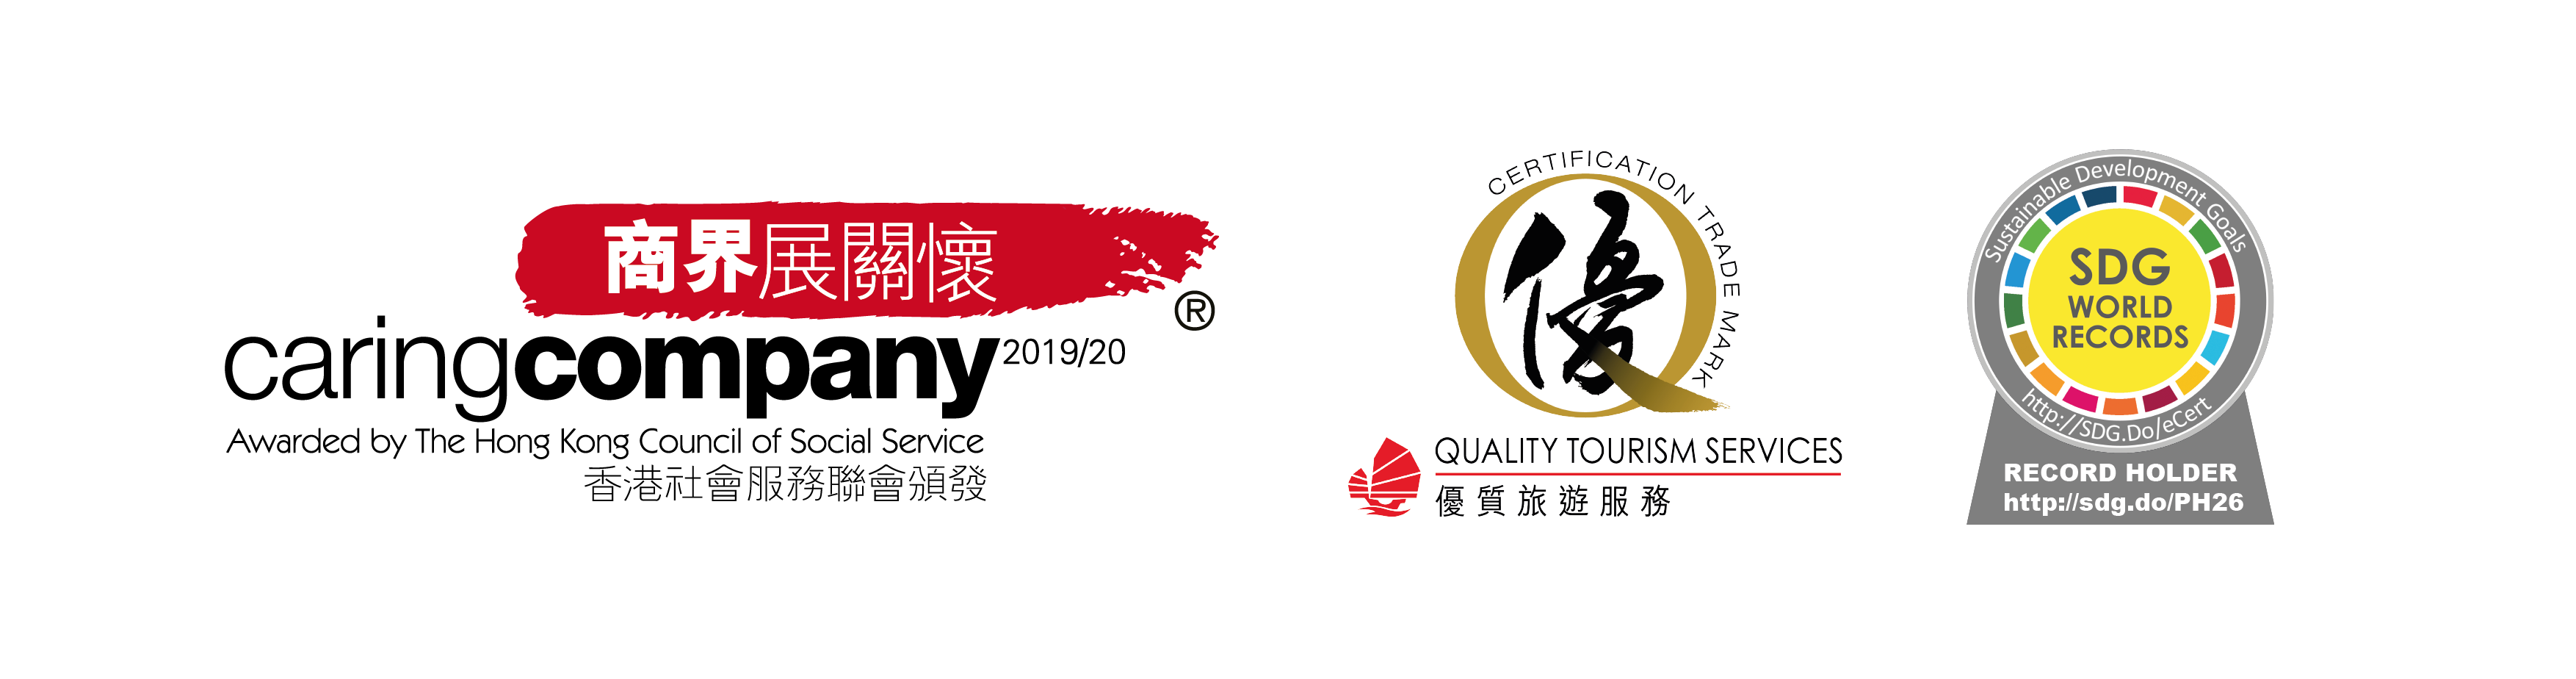 商界展關懷
®
caringcompany2019/20
Awarded by The Hong Kong Council of Social Service
香港社會服務聯會頒發
CERTIFICATION TRADE MARK
優
QUALITY TOURISM SERVICES
優質旅遊服務
Sustainable Development Goals
SDG
WORLD
RECORDS
http://SDG.Do/eCert
RECORD HOLDER
http://sdg.do/PH26